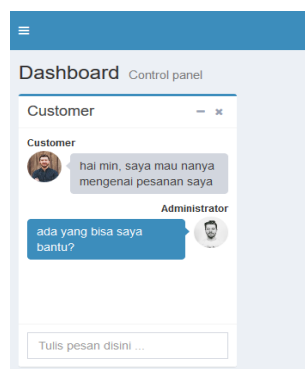 Dashboard Control panel
Customer
Customer
hai min, saya mau nanya
mengenai pesanan saya
Administrator
ada yang bisa saya
bantu?
Tulis pesan disini ...